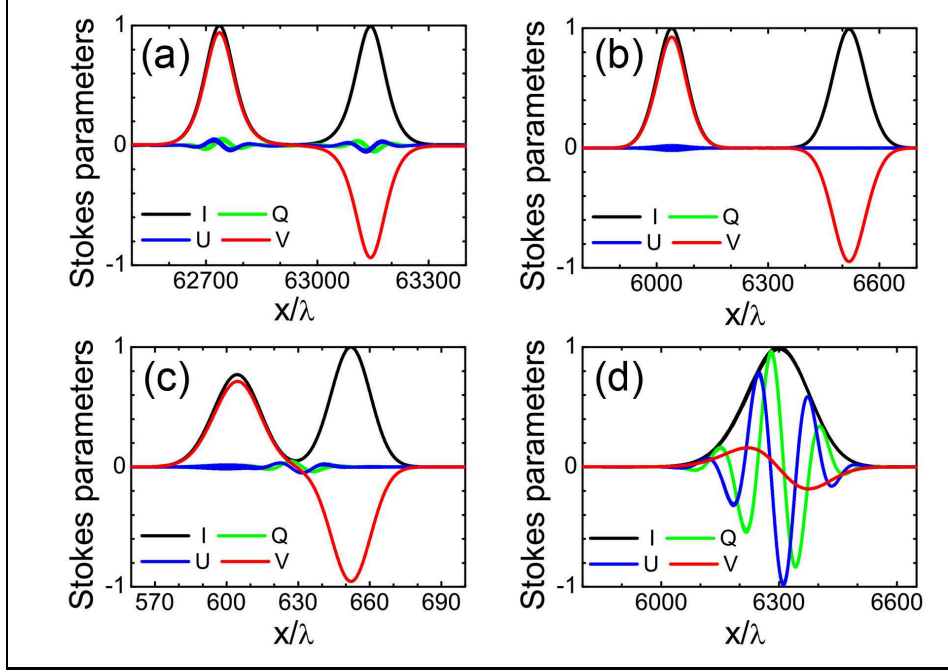 (a)
Stokes parameters
1
0
-1
I Q
U V
62700 63000 63300
x/λ
(b)
Stokes parameters
1
0
-1
I Q
U V
6000 6300 6600
x/λ
(c)
Stokes parameters
1
0
-1
I Q
U V
570 600 630 660 690
x/λ
(d)
Stokes parameters
1
0
-1
I Q
U V
6000 6300 6600
x/λ